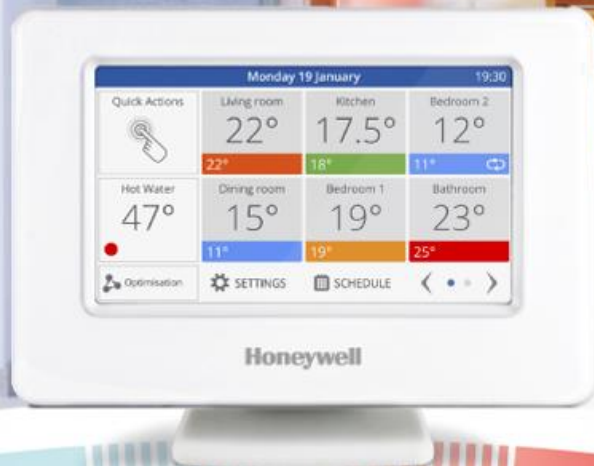 Monday 19 January 19:30
Quick Actions
Living room
22°
22°
Kitchen
17.5°
18°
Bedroom 2
12°
11°
Hot Water
47°
Dining room
15°
11°
Bedroom 1
19°
19°
Bathroom
23°
25°
Optimisation SETTINGS SCHEDULE
Honeywell